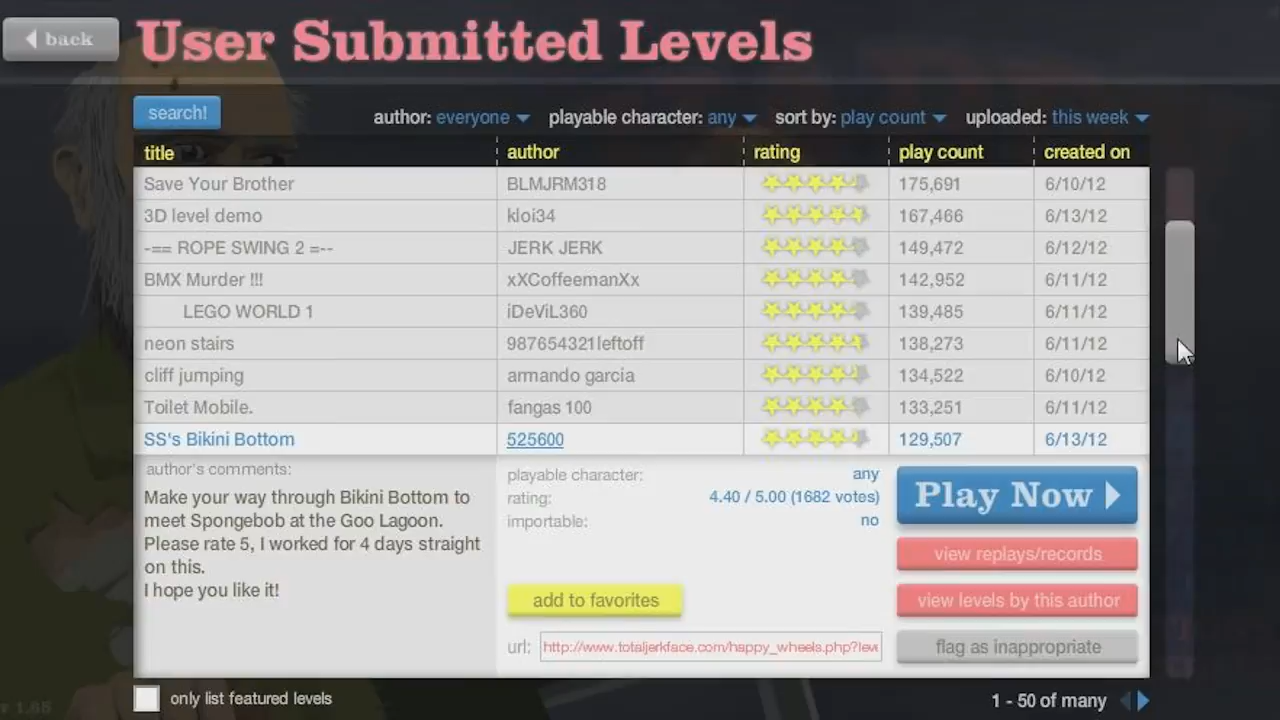 back
User Submitted Levels
search!
author: everyone playable character: any sort by: play count uploaded: this week
title author rating play count created on
Save Your Brother BLMJRM318 175,691 6/10/12
3D level demo kloi34 167,466 6/13/12
-== ROPE SWING 2 =-- JERK JERK 149,472 6/12/12
BMX Murder !!! xXCoffeemanXx 142,952 6/11/12
LEGO WORLD 1 iDeViL360 139,485 6/11/12
neon stairs 987654321leftoff 138,273 6/11/12
cliff jumping armando garcia 134,522 6/10/12
Toilet Mobile. fangas 100 133,251 6/11/12
SS's Bikini Bottom 525600 129,507 6/13/12
author's comments:
Make your way through Bikini Bottom to
meet Spongebob at the Goo Lagoon.
Please rate 5, I worked for 4 days straight
on this.
I hope you like it!
playable character: any
rating: 4.40 / 5.00 (1682 votes)
importable: no
add to favorites
url: http://www.totaljerkface.com/happy_wheels.php?lev
Play Now
view replays/records
view levels by this author
flag as inappropriate
only list featured levels
1 - 50 of many